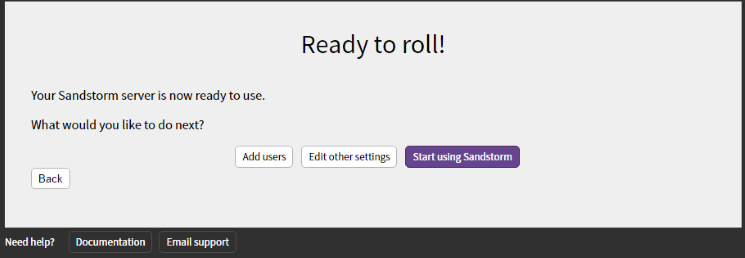 Ready to roll!
Your Sandstorm server is now ready to use.
What would you like to do next?
Add users Edit other settings Start using Sandstorm
Back
Need help? Documentation Email support